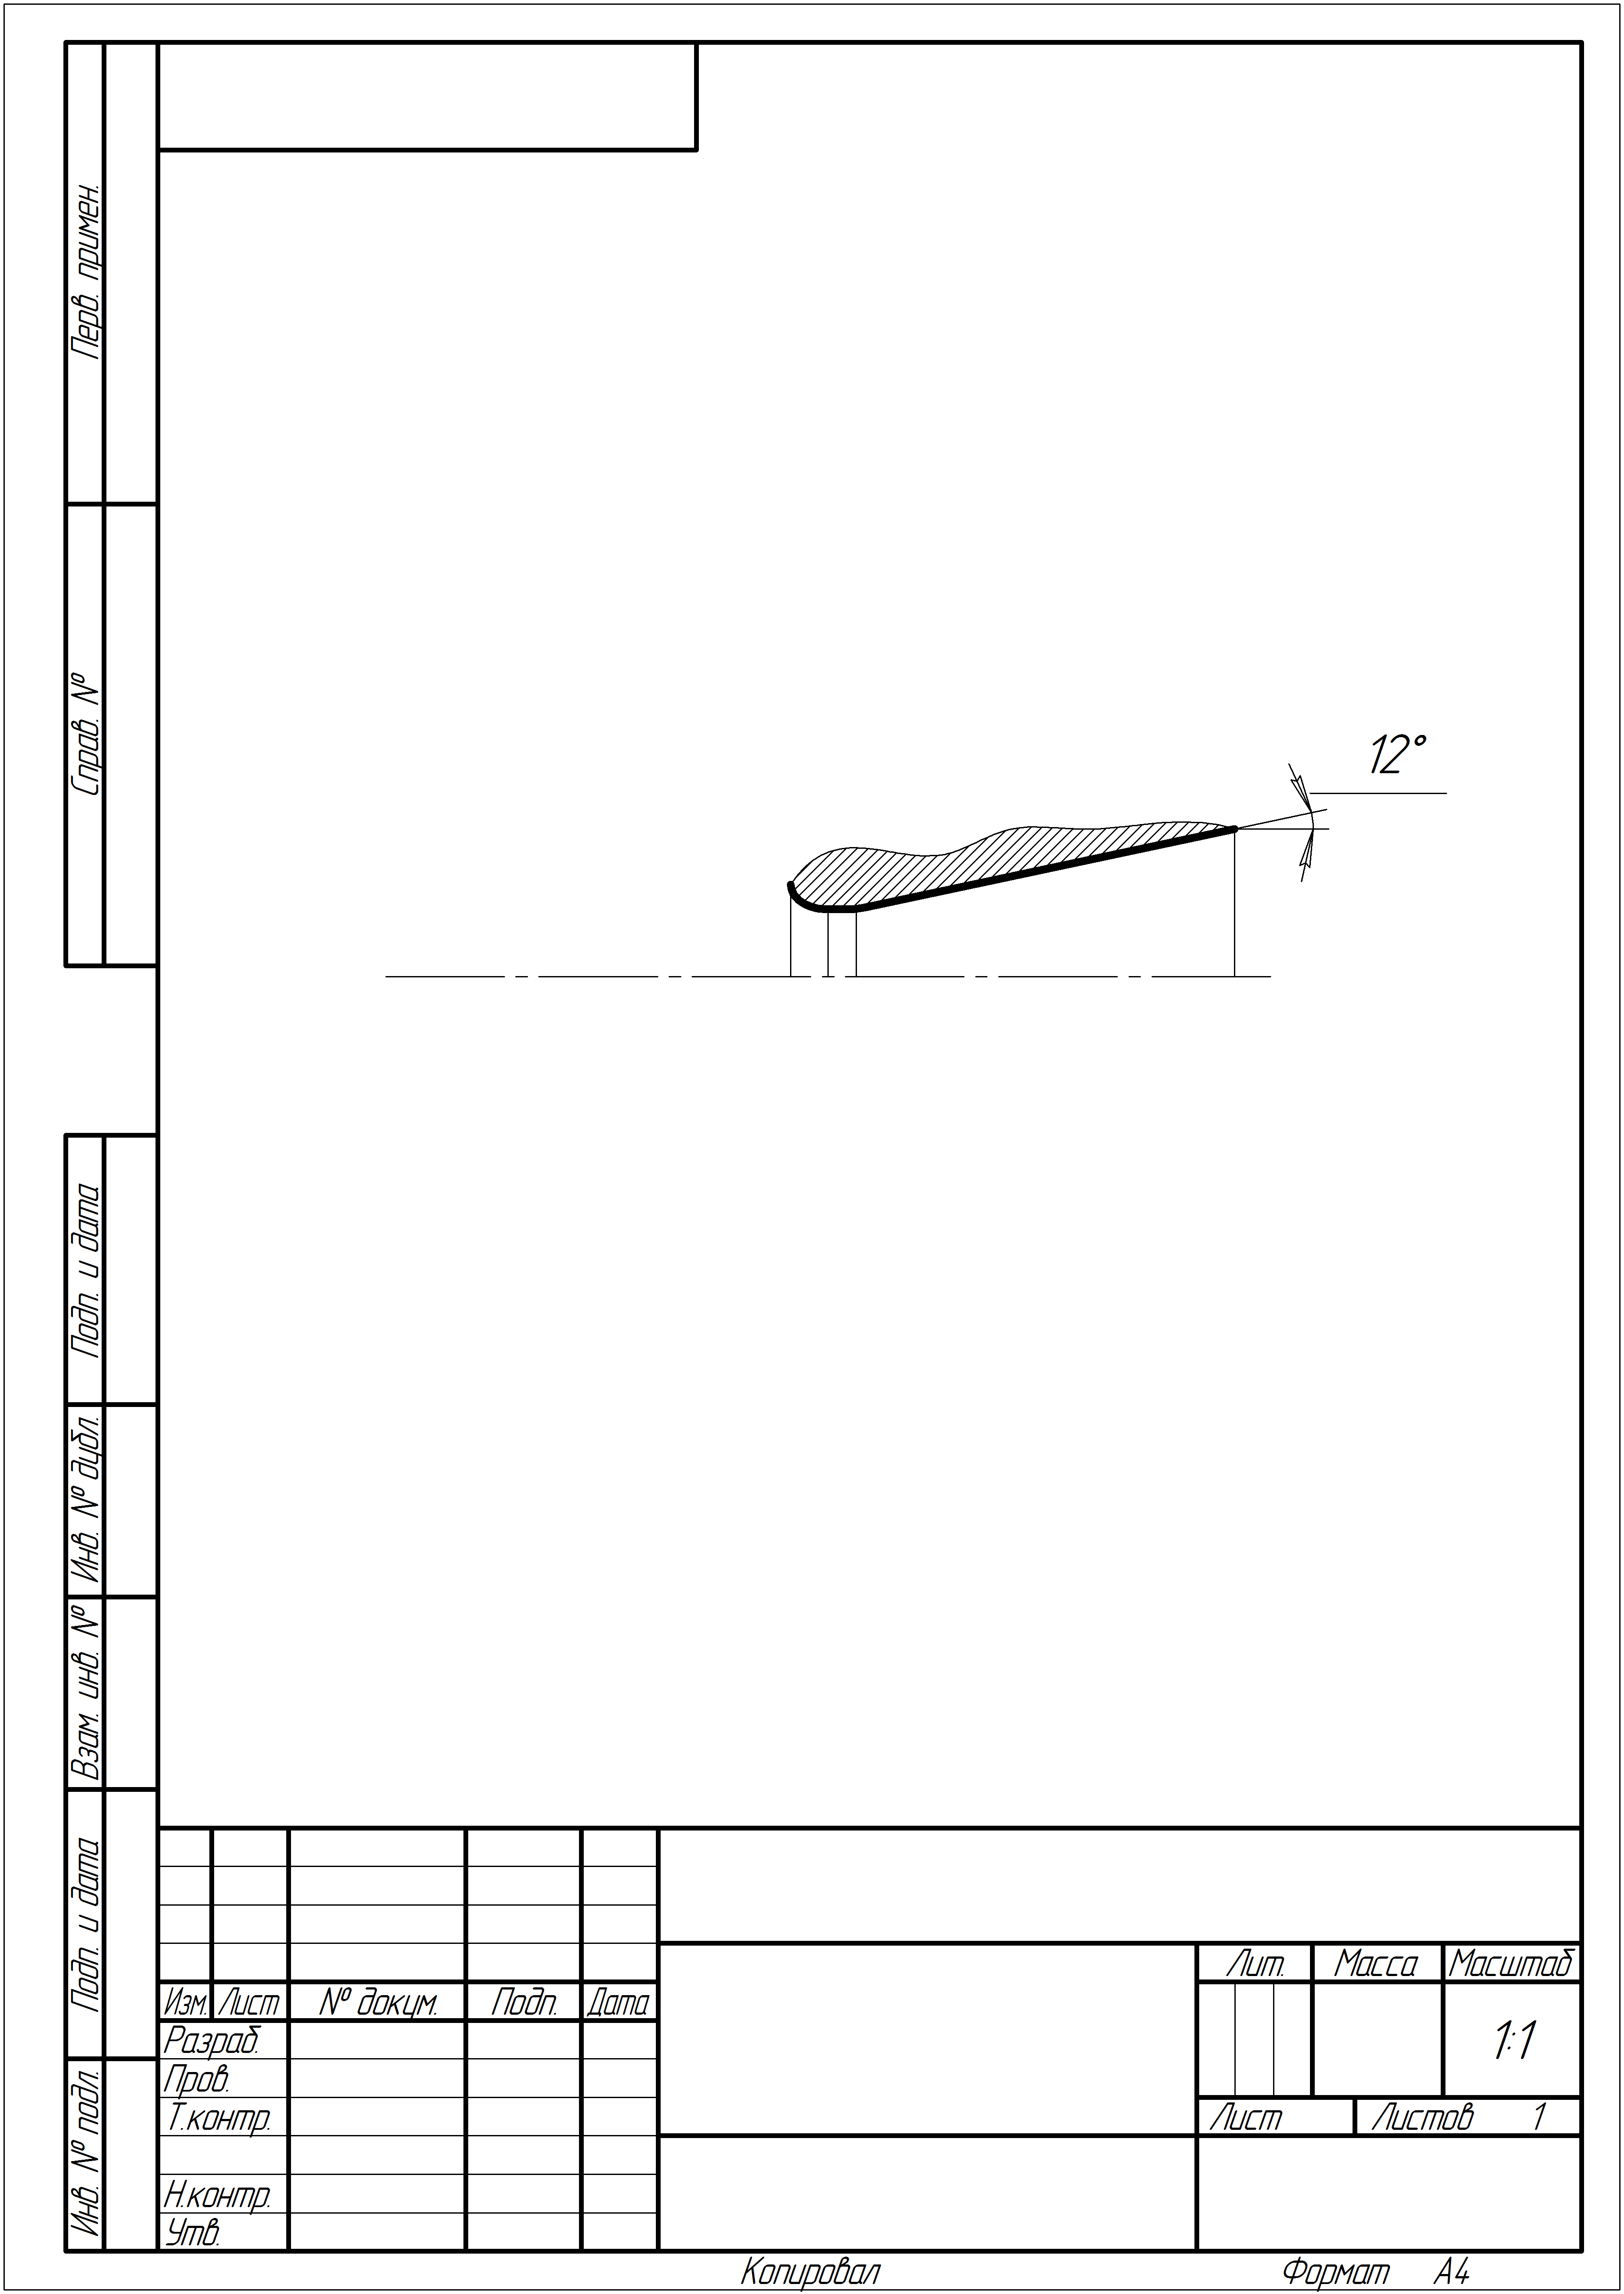 Перв. примен.
Справ. №
12°
Подп. и дата
Инв. № дубл.
Взам. инв. №
Подп. и дата
Инв. № подл.
Изм. Лист № докум. Подп. Дата
Разраб.
Пров.
Т.контр.
Н.контр.
Утв.
Лит. Масса Масштаб
1:1
Лист Листов 1
Копировал Формат А4